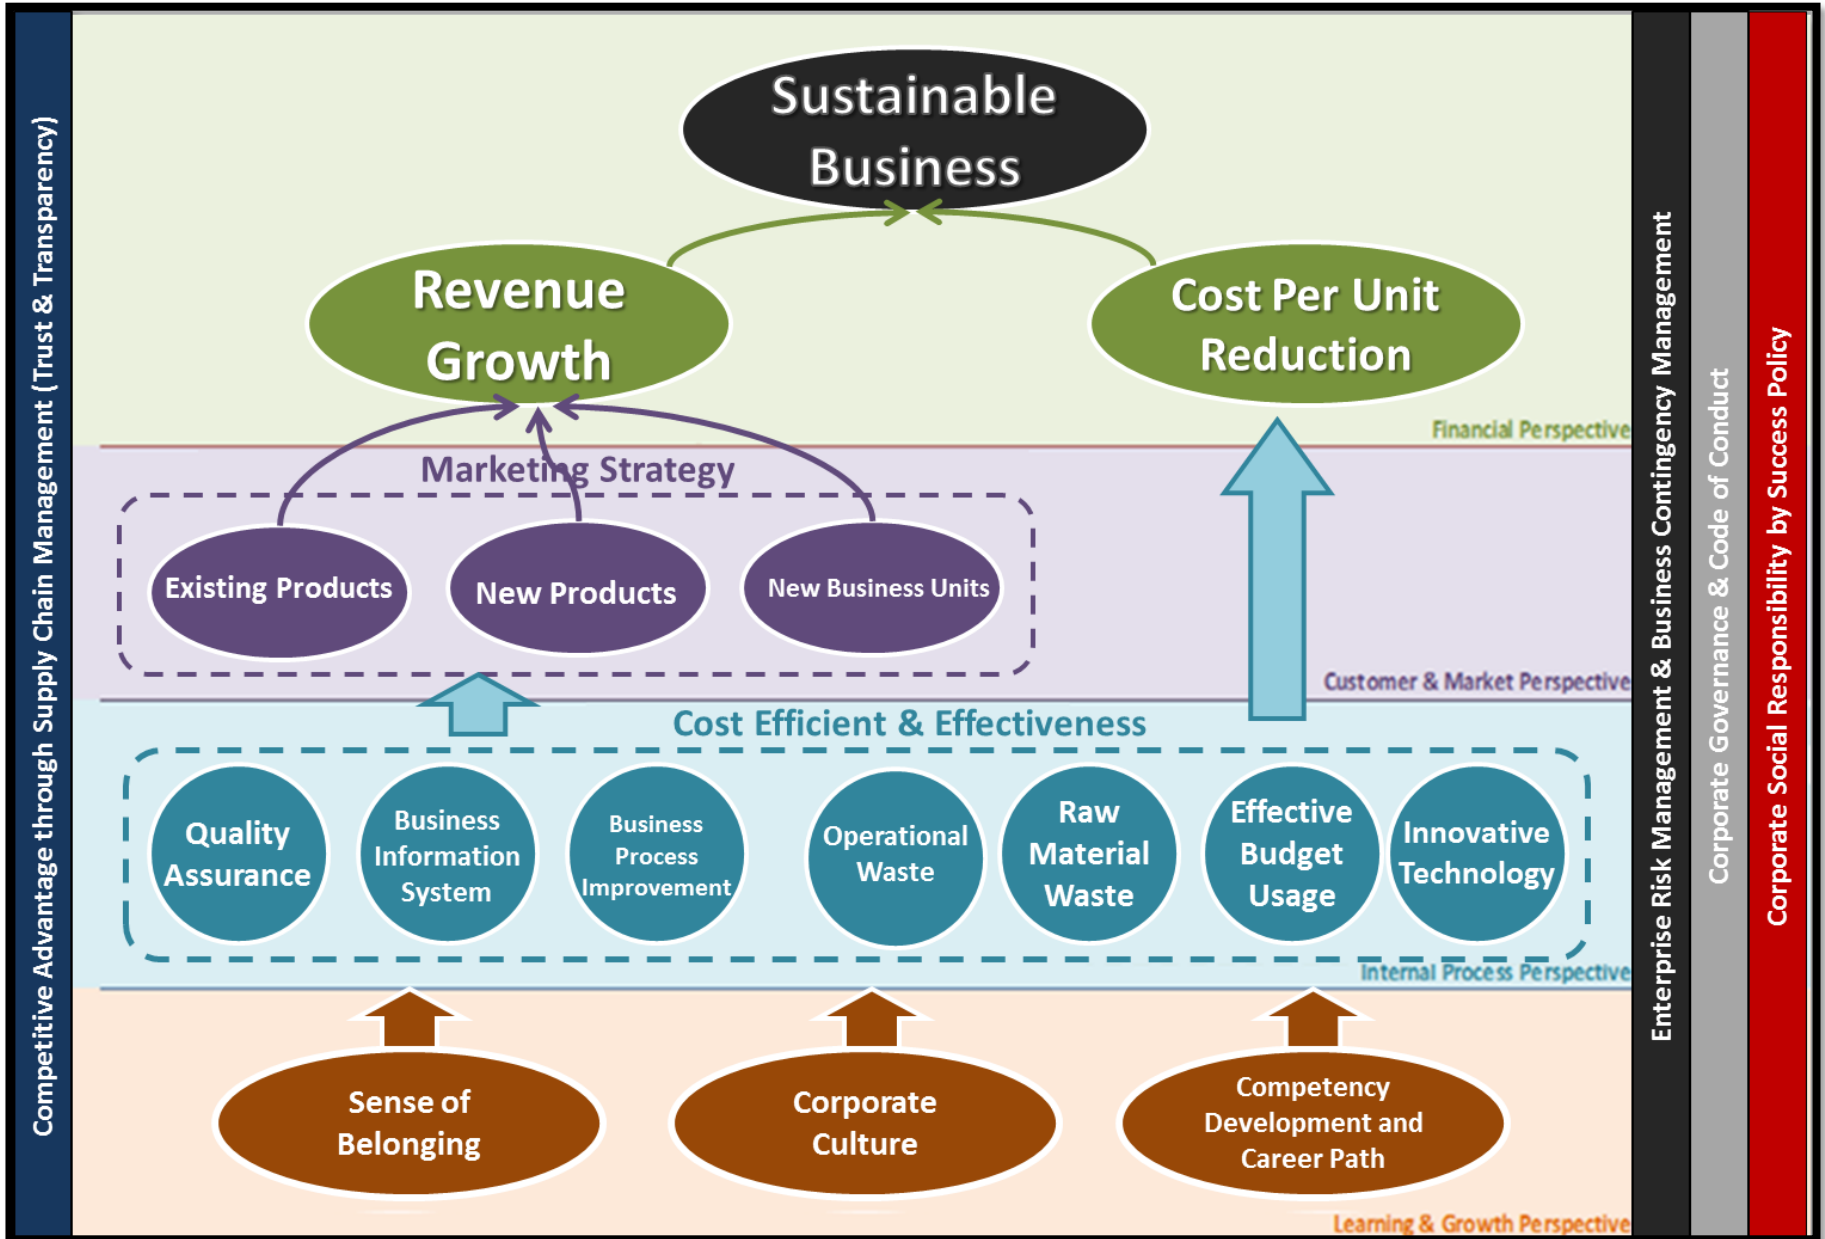 Competitive Advantage through Supply Chain Management (Trust & Transparency)
Sustainable
Business
Revenue
Growth
Cost Per Unit
Reduction
Financial Perspective
Marketing Strategy
Existing Products
New Products
New Business Units
Customer & Market Perspective
Cost Efficient & Effectiveness
Quality
Assurance
Business
Information
System
Business
Process
Improvement
Operational
Waste
Raw
Material
Waste
Effective
Budget
Usage
Innovative
Technology
Internal Process Perspective
Sense of
Belonging
Corporate
Culture
Competency
Development and
Career Path
Learning & Growth Perspective
Enterprise Risk Management & Business Contingency Management
Corporate Governance & Code of Conduct
Corporate Social Responsibility by Success Policy